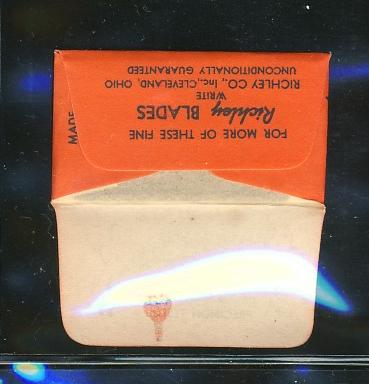 FOR MORE OF THESE FINE
Richley BLADES
WRITE
RICHLEY CO., Inc., CLEVELAND, OHIO
UNCONDITIONALLY GUARANTEED
MADE